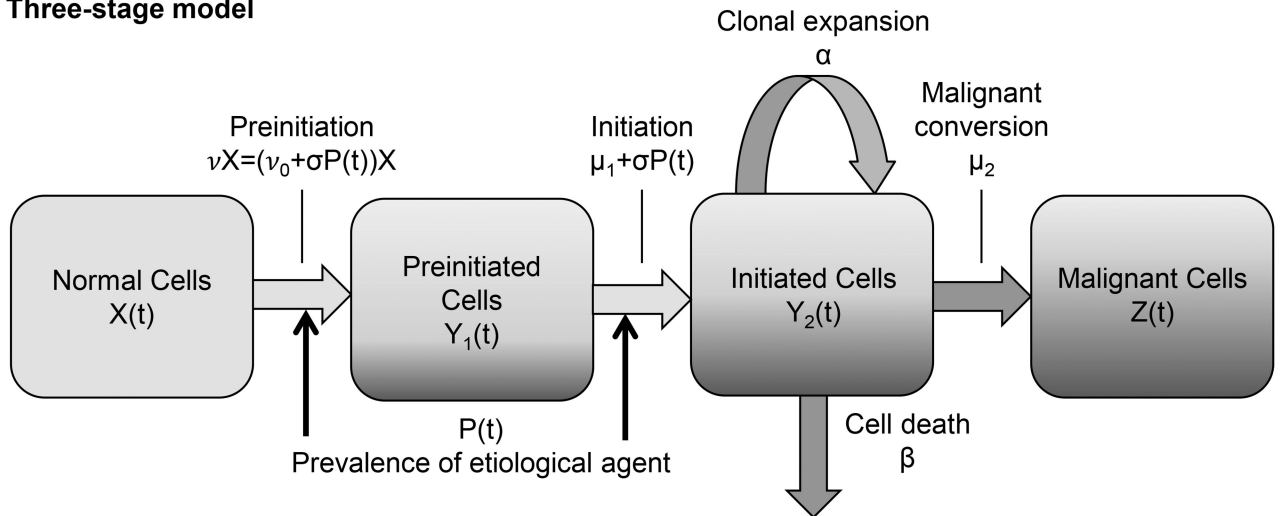 Three-stage model
Clonal expansion
α
Preinitiation
νX=(ν₀+σP(t))X
Initiation
μ₁+σP(t)
Malignant
conversion
μ₂
Normal Cells
X(t)
Preinitiated
Cells
Y₁(t)
Initiated Cells
Y₂(t)
Malignant Cells
Z(t)
P(t)
Prevalence of etiological agent
Cell death
β